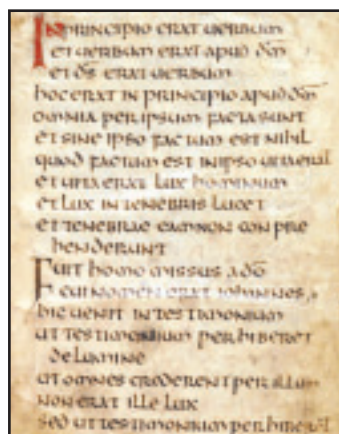 IN PRINCIPIO ERAT UERBUM
ET UERBUM ERAT APUD DM
ET DS ERAT UERBUM
HOC ERAT IN PRINCIPIO APUD DM
OMNIA PER IPSUM FACTA SUNT
ET SINE IPSO FACTUM EST NIHIL
QUOD FACTUM EST IN IPSO UITA ERAT
ET UITA ERAT LUX HOMINUM
ET LUX IN TENEBRIS LUCET
ET TENEBRAE EAM NON CONPRE
HENDERUNT
FUIT HOMO MISSUS A DO
CUI NOMEN ERAT IOHANNES
HIC UENIT IN TESTIMONIUM
UT TESTIMONIUM PERHIBERET
DE LUMINE
UT OMNES CREDERENT PER ILLUM
NON ERAT ILLE LUX
SED UT TESTIMONIUM PERHIBERET